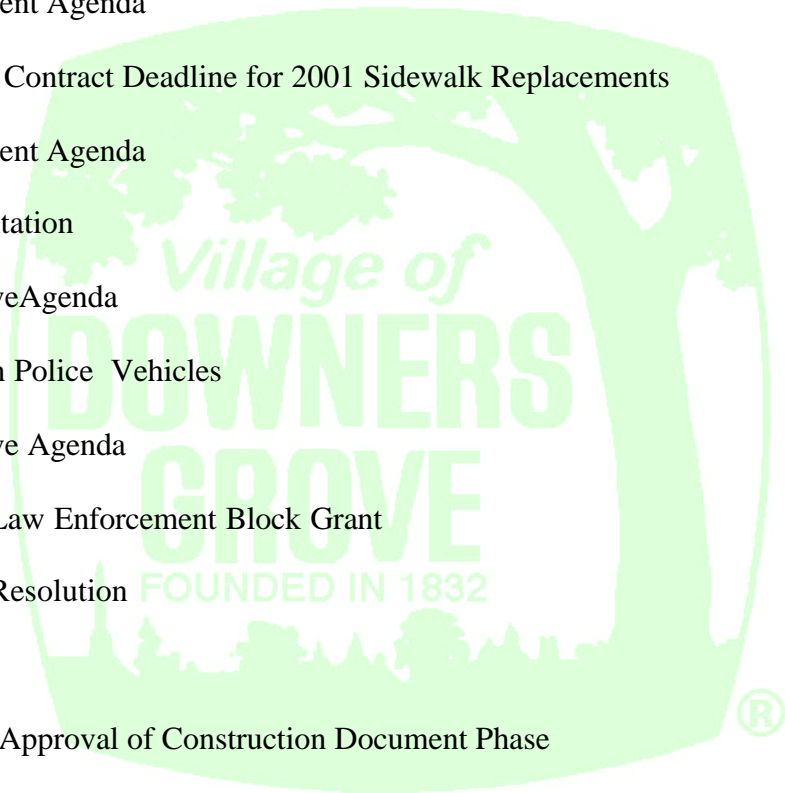 ent Agenda
Contract Deadline for 2001 Sidewalk Replacements
ent Agenda
tation
veAgenda
Village of
DOWNERS
n Police Vehicles
ve Agenda
GROVE
Law Enforcement Block Grant
Resolution
FOUNDED IN 1832
®
Approval of Construction Document Phase